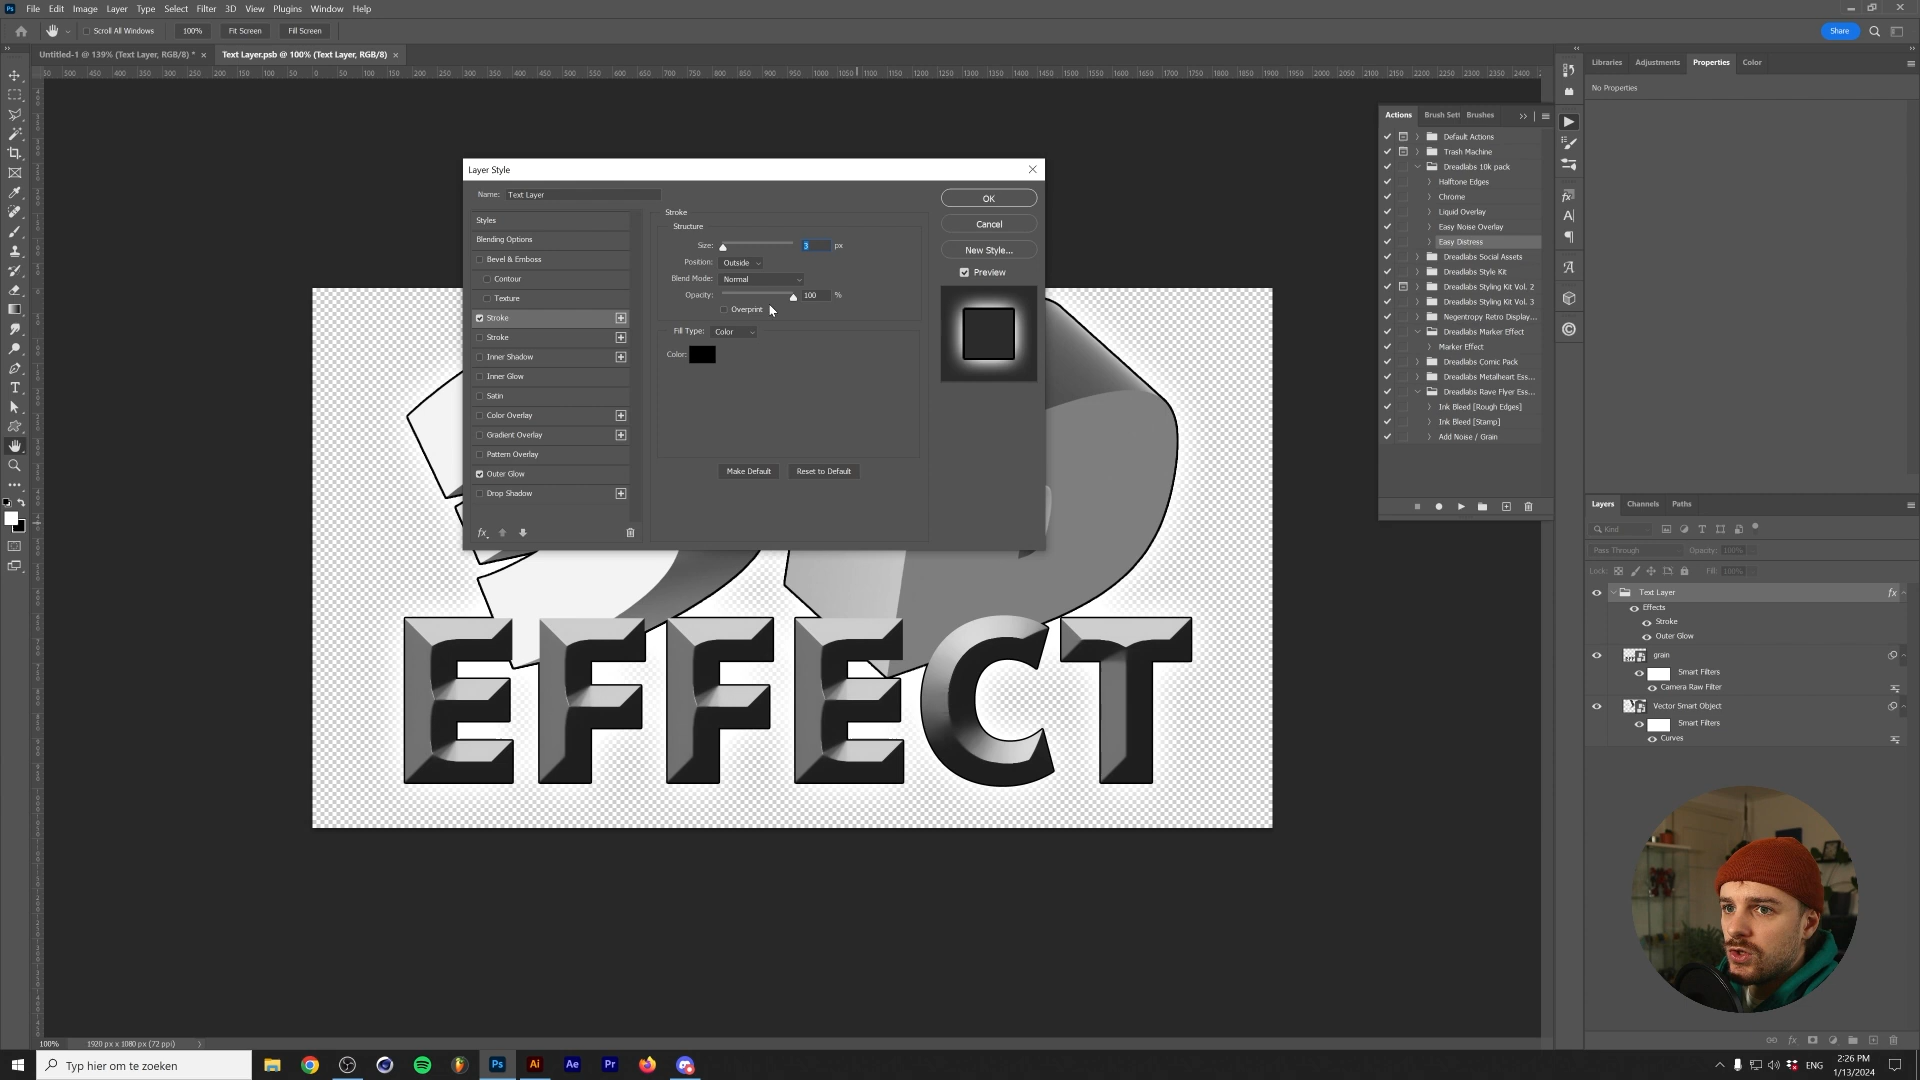 File Edit Image Layer Type Select Filter 3D View Plugins Window Help
Scroll All Windows 100% Fit Screen Fill Screen Share
Untitled-1 @ 139% (Text Layer, RGB/8) * × Text Layer.psb @ 100% (Text Layer, RGB/8) ×
Libraries Adjustments Properties Color
No Properties
Actions Brush Sett Brushes
Default Actions
Trash Machine
Dreadlabs 10k pack
Halftone Edges
Chrome
Liquid Overlay
Easy Noise Overlay
Easy Distress
Dreadlabs Social Assets
Dreadlabs Style Kit
Dreadlabs Styling Kit Vol. 2
Dreadlabs Styling Kit Vol. 3
Negentropy Retro Display...
Dreadlabs Marker Effect
Marker Effect
Dreadlabs Comic Pack
Dreadlabs Metalheart Ess...
Dreadlabs Rave Flyer Ess...
Ink Bleed [Rough Edges]
Ink Bleed [Stamp]
Add Noise / Grain
Layer Style
Name: Text Layer
Styles
Blending Options
Bevel & Emboss
Contour
Texture
Stroke
Stroke
Inner Shadow
Inner Glow
Satin
Color Overlay
Gradient Overlay
Pattern Overlay
Outer Glow
Drop Shadow
fx
Stroke
Structure
Size: 3 px
Position: Outside
Blend Mode: Normal
Opacity: 100 %
Overprint
Fill Type: Color
Color:
Make Default Reset to Default
OK
Cancel
New Style...
Preview
EFFECT
Layers Channels Paths
Kind
Pass Through Opacity: 100%
Lock: Fill: 100%
Text Layer fx
Effects
Stroke
Outer Glow
grain
Smart Filters
Camera Raw Filter
Vector Smart Object
Smart Filters
Curves
100% 1920 px x 1080 px (72 ppi)
Typ hier om te zoeken
Ps Ai Ae Pr
ENG
2:26 PM
1/13/2024